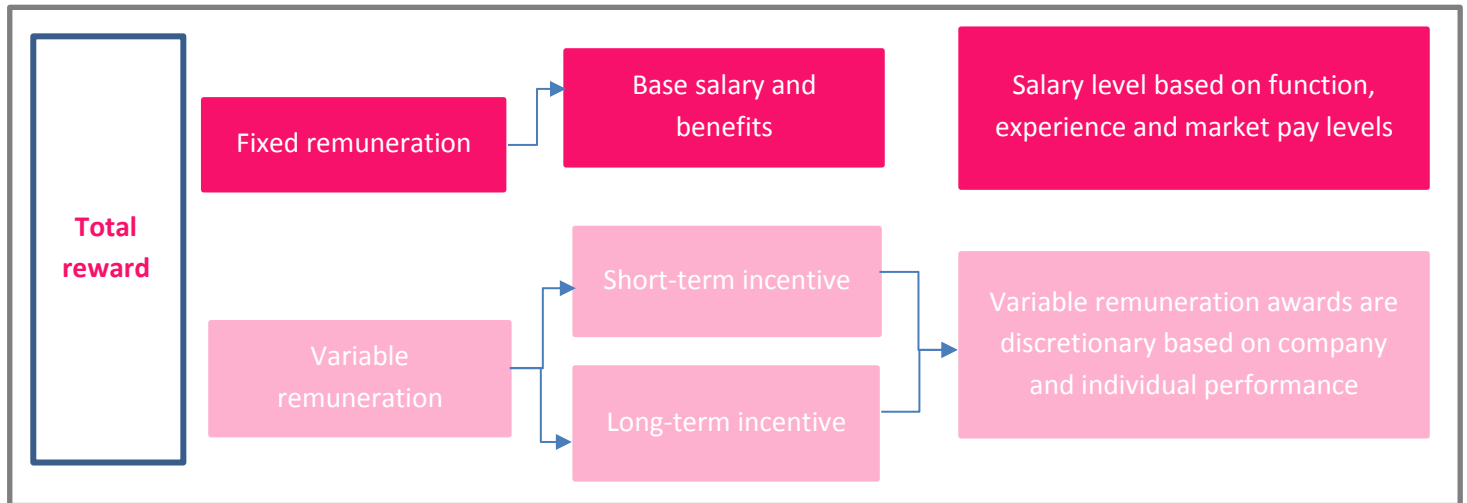 Total
reward
Fixed remuneration
Base salary and
benefits
Salary level based on function,
experience and market pay levels
Variable
remuneration
Short-term incentive
Long-term incentive
Variable remuneration awards are
discretionary based on company
and individual performance